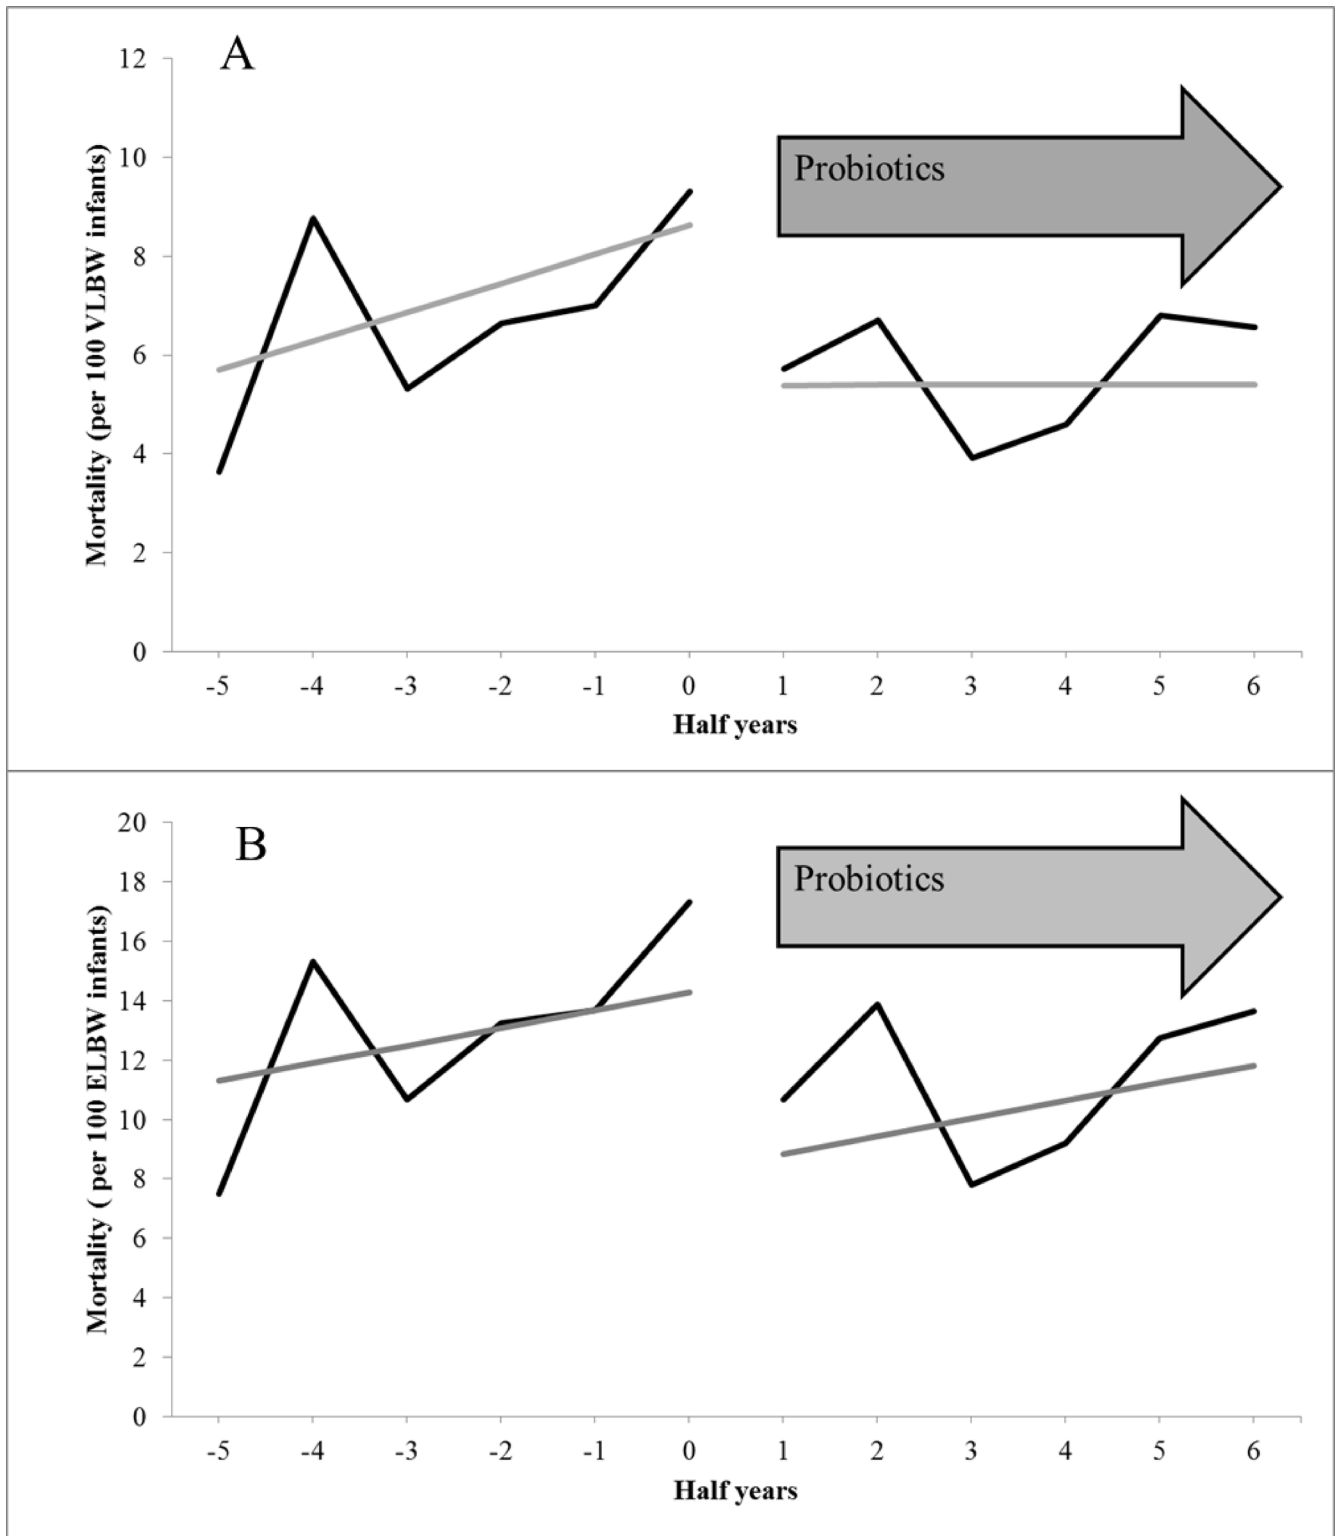 A
12
10
8
6
4
2
0
Mortality (per 100 VLBW infants)
Probiotics
-5 -4 -3 -2 -1 0 1 2 3 4 5 6
Half years
B
20
18
16
14
12
10
8
6
4
2
0
Mortality ( per 100 ELBW infants)
Probiotics
-5 -4 -3 -2 -1 0 1 2 3 4 5 6
Half years